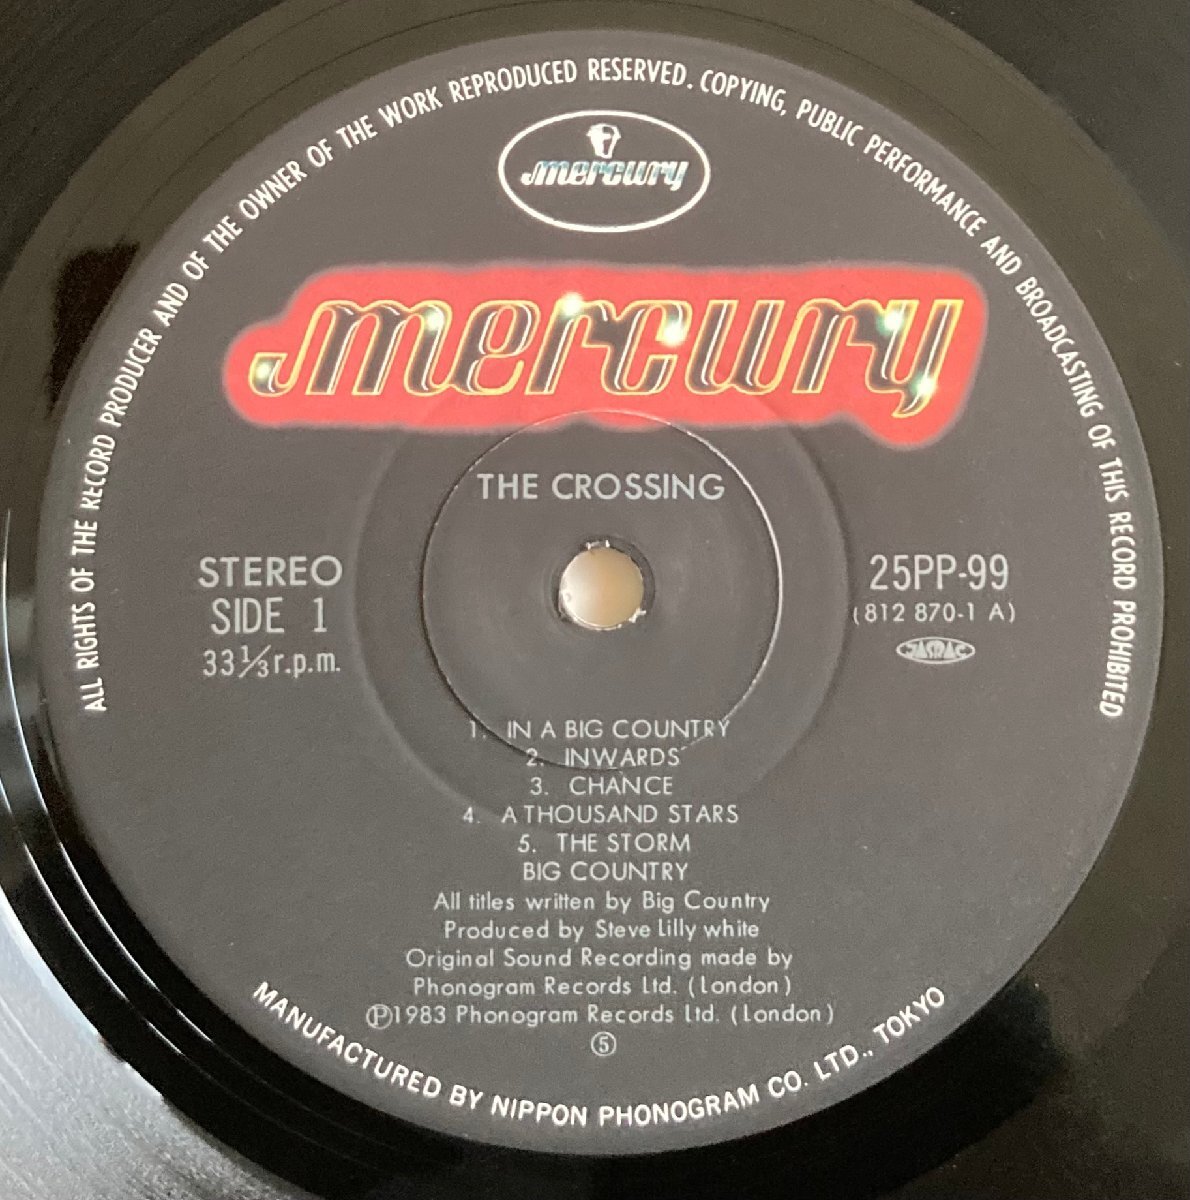 ALL RIGHTS OF THE RECORD PRODUCER AND OF THE OWNER OF THE WORK REPRODUCED RESERVED. COPYING, PUBLIC PERFORMANCE AND BROADCASTING OF THIS RECORD PROHIBITED
mercury
mercury
THE CROSSING
STEREO
SIDE 1
33 1/3 r.p.m.
25PP-99
(812 870-1 A)
JASRAC
1. IN A BIG COUNTRY
2. INWARDS
3. CHANCE
4. A THOUSAND STARS
5. THE STORM
BIG COUNTRY
All titles written by Big Country
Produced by Steve Lilly white
Original Sound Recording made by
Phonogram Records Ltd. (London)
Ⓟ1983 Phonogram Records Ltd. (London)
⑤
MANUFACTURED BY NIPPON PHONOGRAM CO. LTD., TOKYO